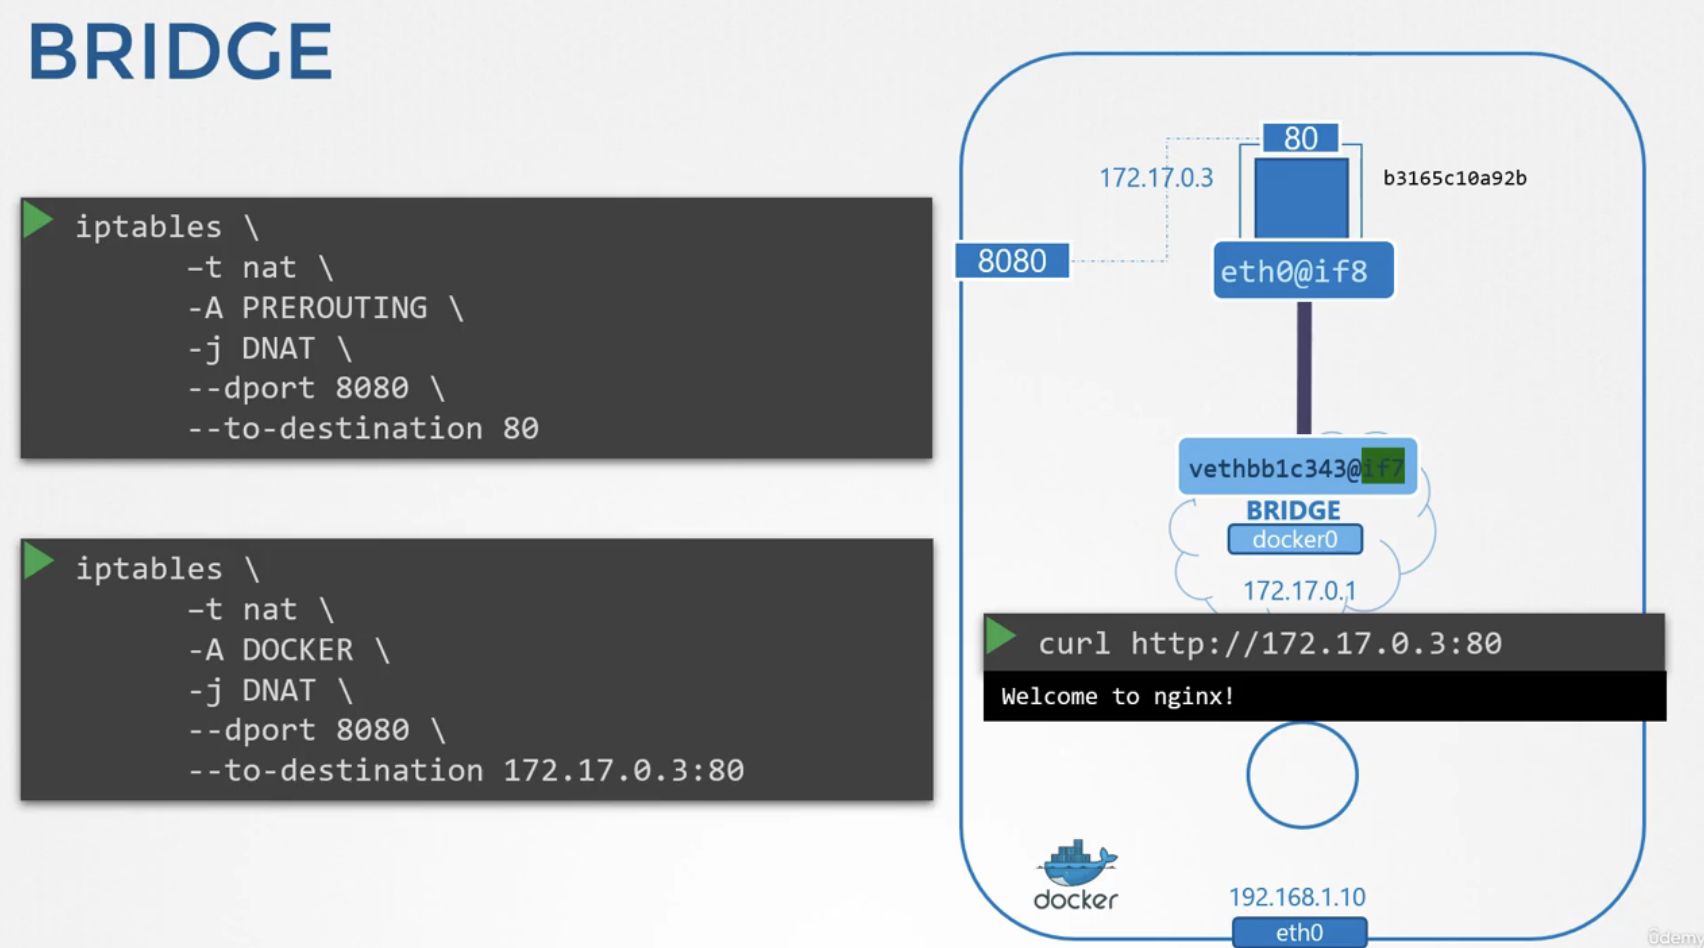 BRIDGE
iptables \
–t nat \
-A PREROUTING \
-j DNAT \
--dport 8080 \
--to-destination 80
iptables \
–t nat \
-A DOCKER \
-j DNAT \
--dport 8080 \
--to-destination 172.17.0.3:80
80
172.17.0.3
b3165c10a92b
8080
eth0@if8
vethbb1c343@if7
BRIDGE
docker0
172.17.0.1
curl http://172.17.0.3:80
Welcome to nginx!
docker
192.168.1.10
eth0
ûdemy